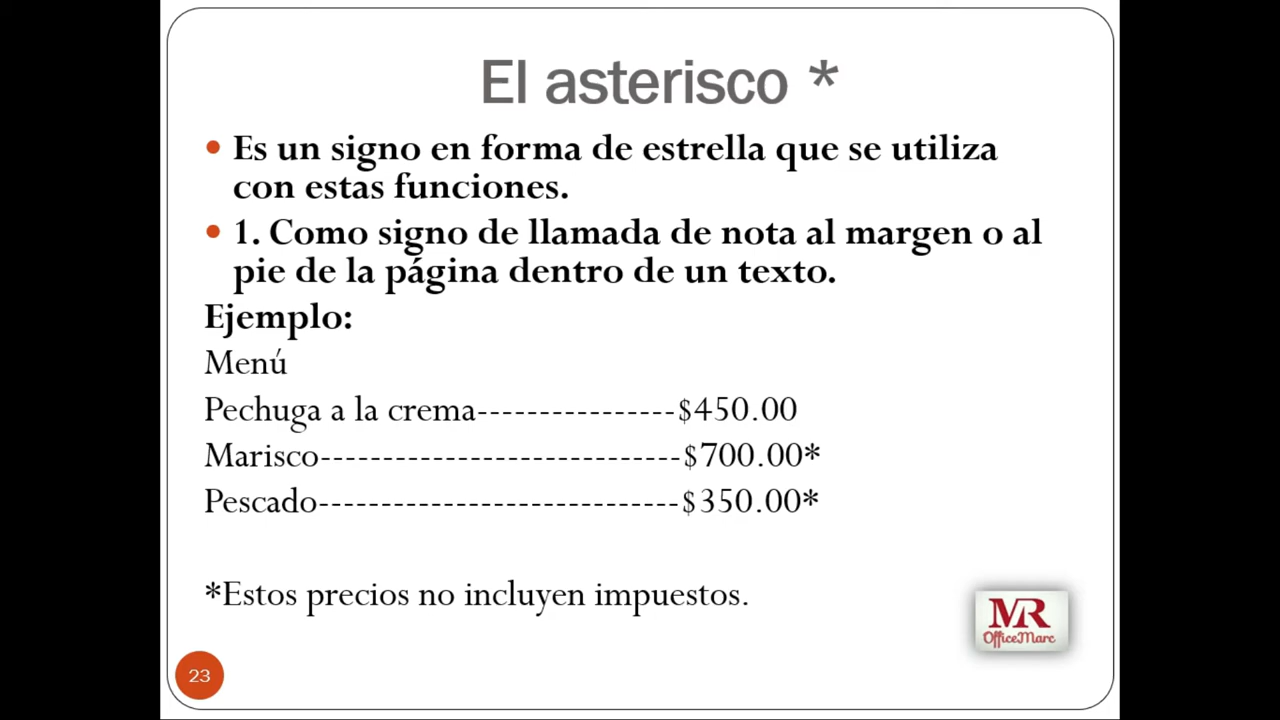 El asterisco *
• Es un signo en forma de estrella que se utiliza
con estas funciones.
• 1. Como signo de llamada de nota al margen o al
pie de la página dentro de un texto.
Ejemplo:
Menú
Pechuga a la crema----------------$450.00
Marisco-----------------------------$700.00*
Pescado-----------------------------$350.00*
*Estos precios no incluyen impuestos.
MR
OfficeMarc
23